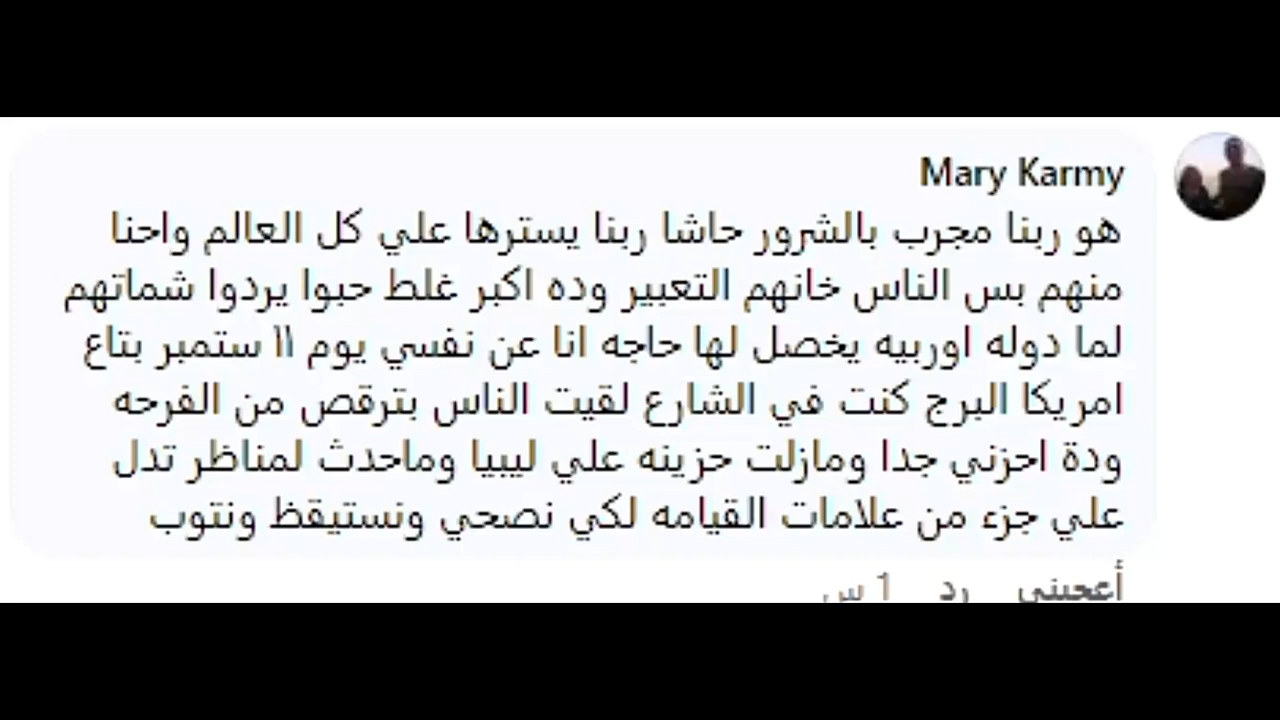 Mary Karmy
هو ربنا مجرب بالشرور حاشا ربنا يسترها علي كل العالم واحنا
منهم بس الناس خانهم التعبير وده اكبر غلط حبوا يردوا شماتهم
لما دوله اوربيه يخصل لها حاجه انا عن نفسي يوم ١١ ستمبر بتاع
امريكا البرج كنت في الشارع لقيت الناس بترقص من الفرحه
ودة احزني جدا ومازلت حزينه علي ليبيا وماحدث لمناظر تدل
علي جزء من علامات القيامه لكي نصحي ونستيقظ ونتوب
أعجبني رد 1 س